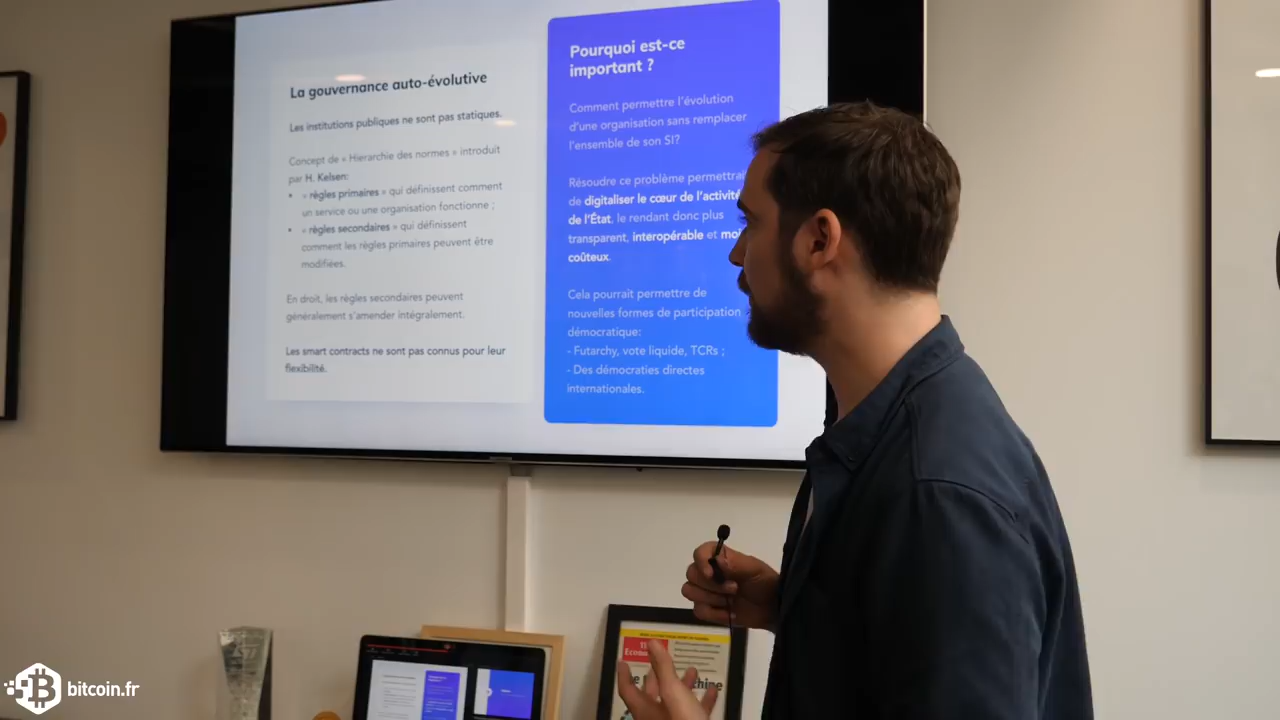 La gouvernance auto-évolutive
Les institutions publiques ne sont pas statiques.
Concept de « Hierarchie des normes » introduit
par H. Kelsen:
• « règles primaires » qui définissent comment
un service ou une organisation fonctionne ;
• « règles secondaires » qui définissent
comment les règles primaires peuvent être
modifiées.
En droit, les règles secondaires peuvent
généralement s'amender intégralement.
Les smart contracts ne sont pas connus pour leur
flexibilité.
Pourquoi est-ce
important ?
Comment permettre l'évolution
d'une organisation sans remplacer
l'ensemble de son SI?
Résoudre ce problème permettrai
de digitaliser le cœur de l'activité
de l'État, le rendant donc plus
transparent, interopérable et moi
coûteux.
Cela pourrait permettre de
nouvelles formes de participation
démocratique:
- Futarchy, vote liquide, TCRs ;
- Des démocraties directes
internationales.
bitcoin.fr